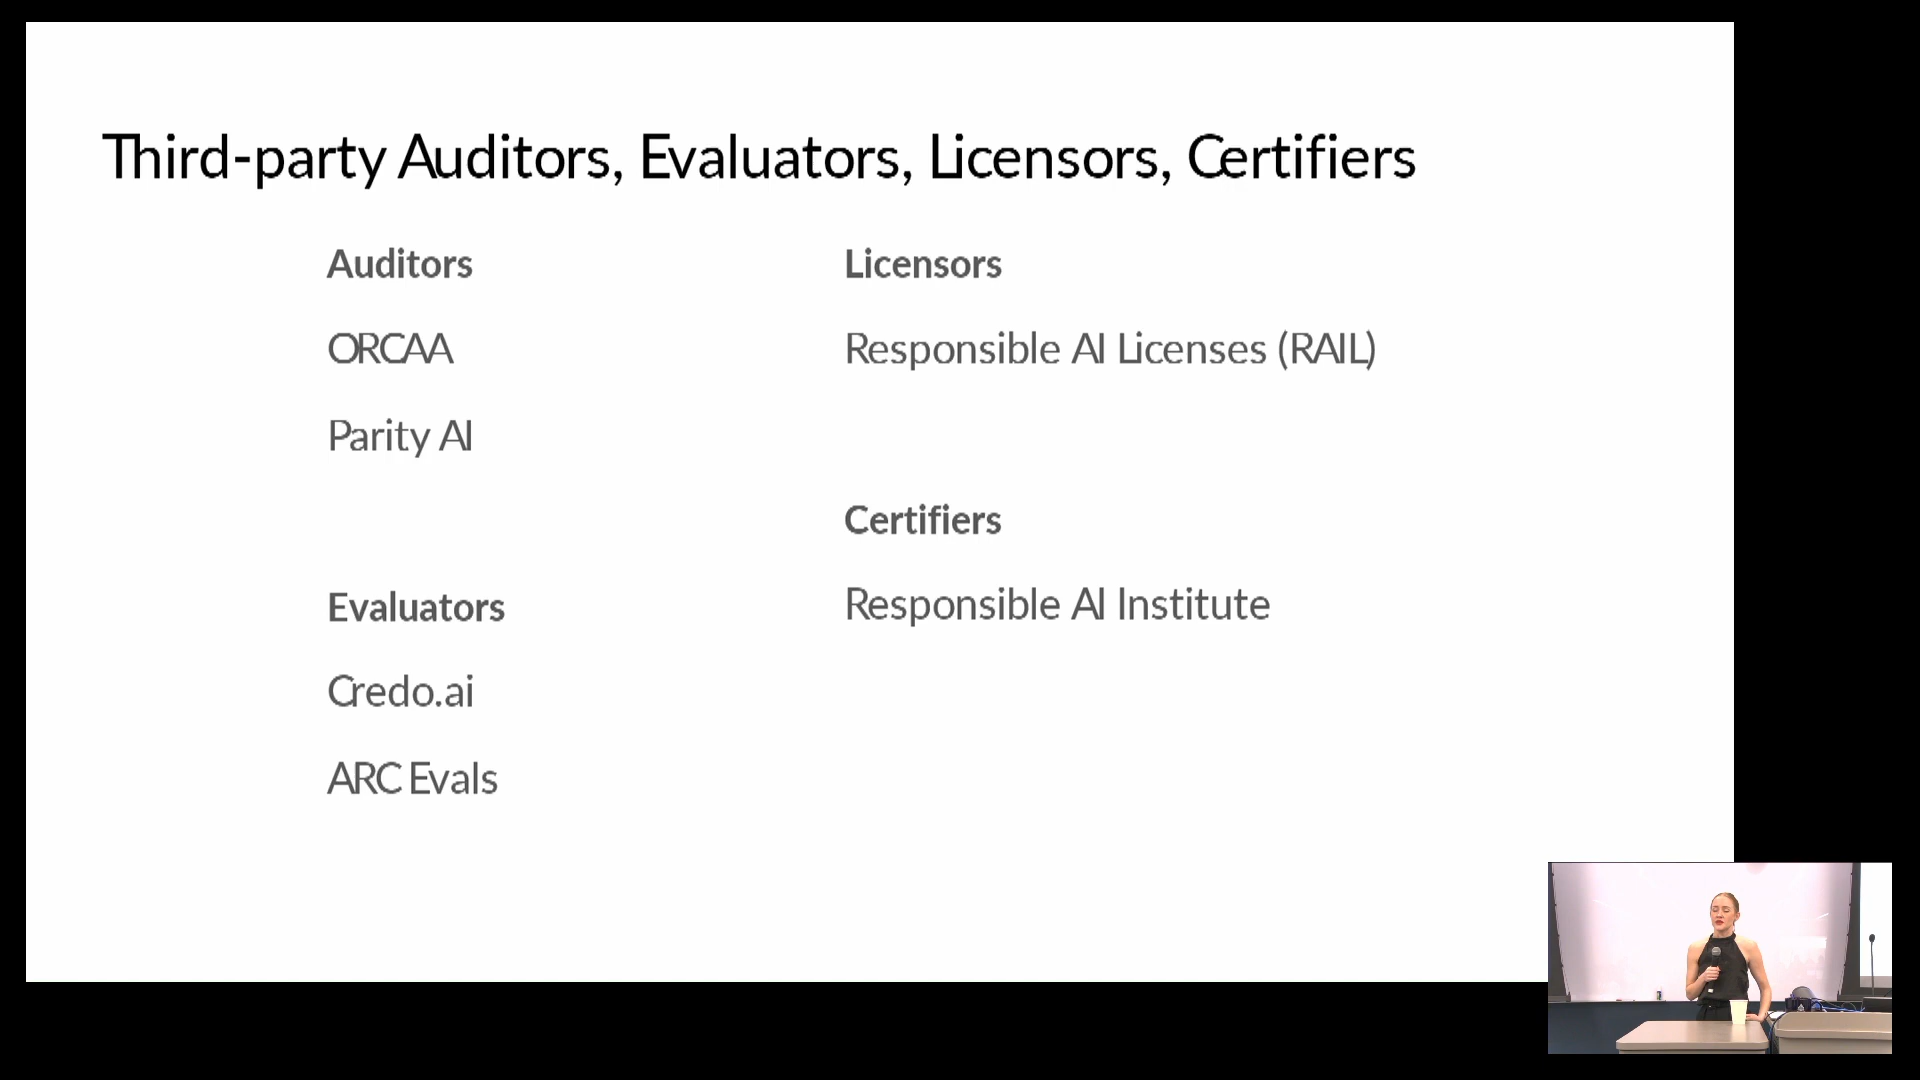 Third-party Auditors, Evaluators, Licensors, Certifiers
Auditors
ORCAA
Parity AI
Evaluators
Credo.ai
ARC Evals
Licensors
Responsible AI Licenses (RAIL)
Certifiers
Responsible AI Institute